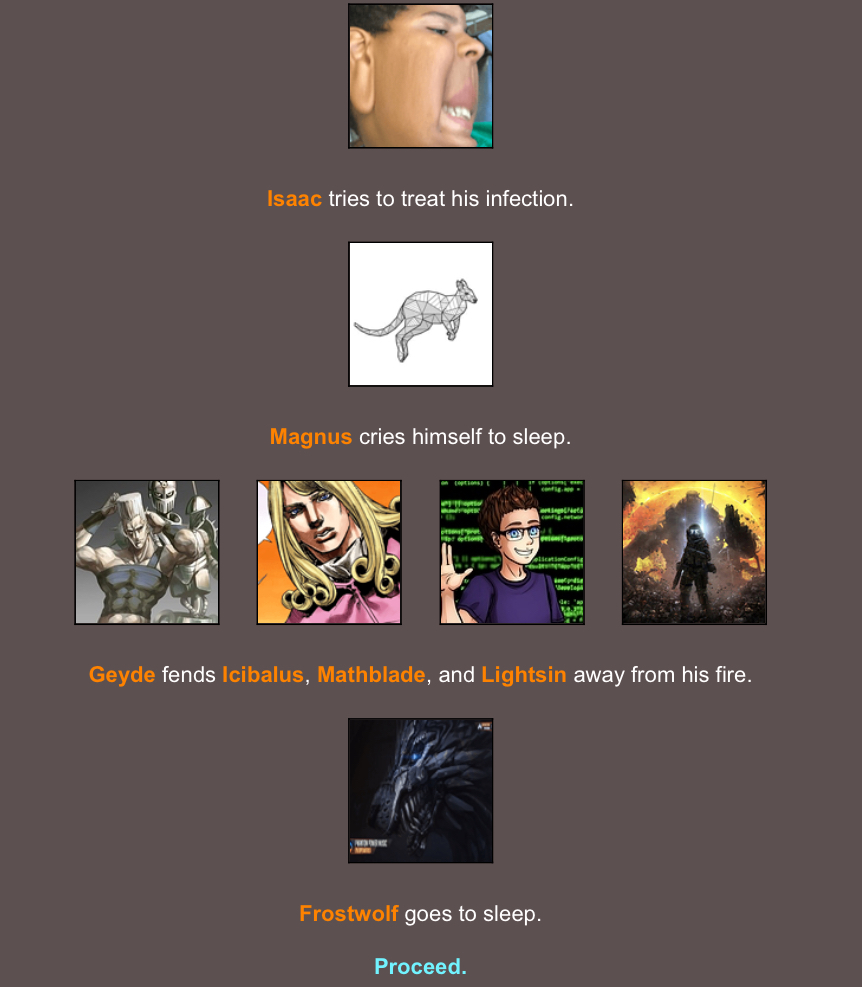 Isaac tries to treat his infection.
Magnus cries himself to sleep.
Geyde fends Icibalus, Mathblade, and Lightsin away from his fire.
Frostwolf goes to sleep.
Proceed.